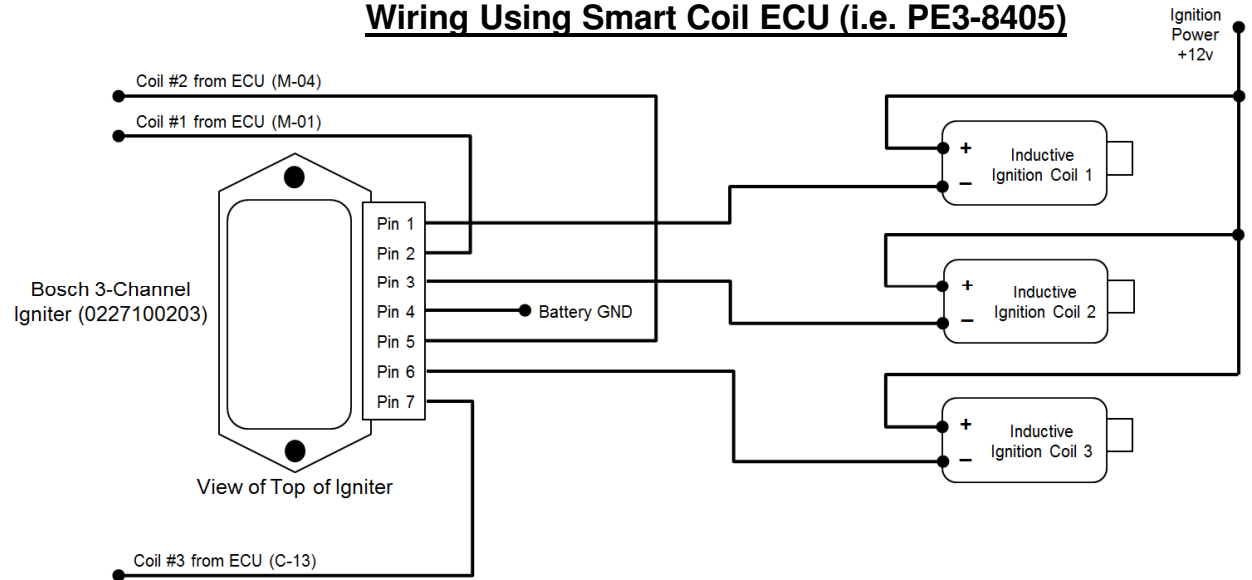 Wiring Using Smart Coil ECU (i.e. PE3-8405)
Ignition
Power
+12v
Coil #2 from ECU (M-04)
Coil #1 from ECU (M-01)
+
−
Inductive
Ignition Coil 1
Pin 1
Pin 2
Pin 3
Pin 4
Pin 5
Pin 6
Pin 7
Bosch 3-Channel
Igniter (0227100203)
Battery GND
+
−
Inductive
Ignition Coil 2
+
−
Inductive
Ignition Coil 3
View of Top of Igniter
Coil #3 from ECU (C-13)